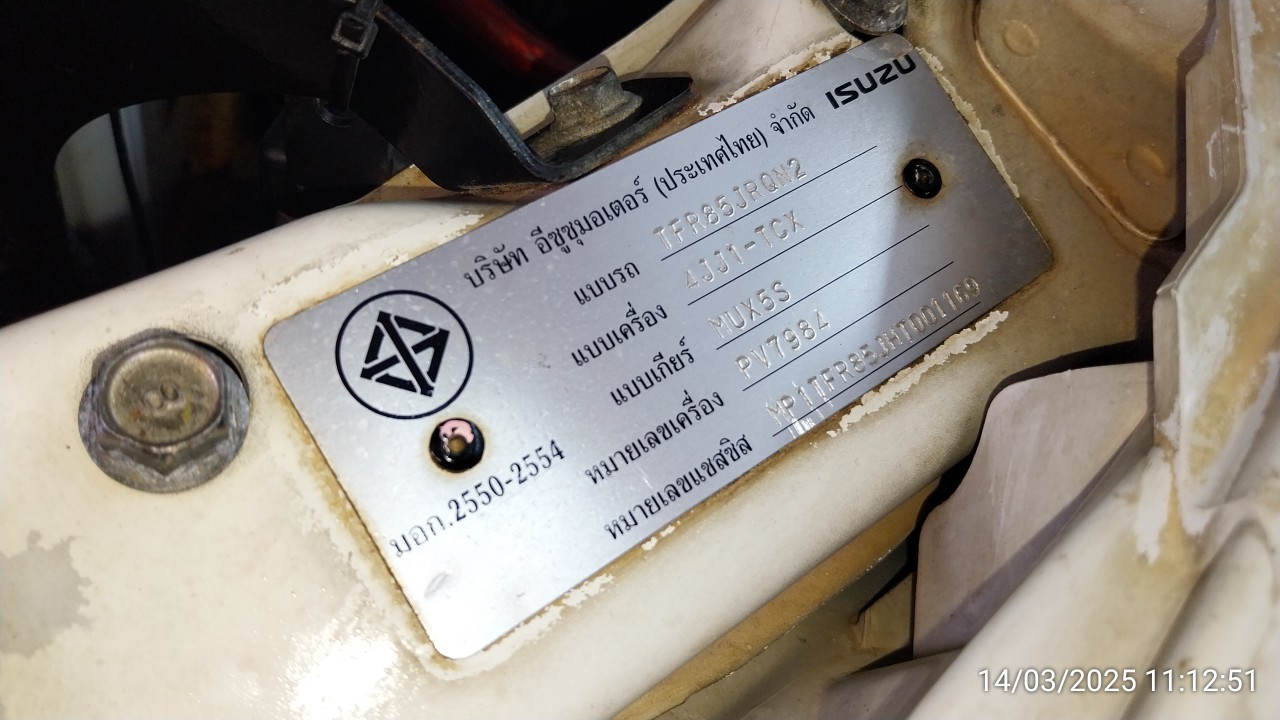 ISUZU
บริษัท อีซูซุมอเตอร์ (ประเทศไทย) จำกัด
แบบรถ TFR85JRQN2
แบบเครื่อง 4JJ1-TCX
แบบเกียร์ MUX5S
หมายเลขเครื่อง PV7984
หมายเลขแชสซิส MP1TFR85JHT001169
มอก.2550-2554
14/03/2025 11:12:51